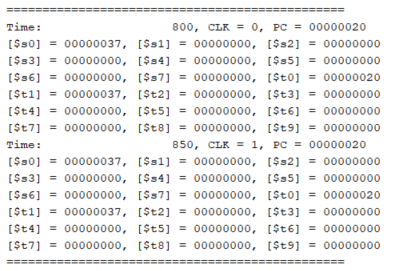 ==============================================
Time:                  800, CLK = 0, PC = 00000020
[$s0] = 00000037, [$s1] = 00000000, [$s2] = 00000000
[$s3] = 00000000, [$s4] = 00000000, [$s5] = 00000000
[$s6] = 00000000, [$s7] = 00000000, [$t0] = 00000020
[$t1] = 00000037, [$t2] = 00000000, [$t3] = 00000000
[$t4] = 00000000, [$t5] = 00000000, [$t6] = 00000000
[$t7] = 00000000, [$t8] = 00000000, [$t9] = 00000000
Time:                  850, CLK = 1, PC = 00000020
[$s0] = 00000037, [$s1] = 00000000, [$s2] = 00000000
[$s3] = 00000000, [$s4] = 00000000, [$s5] = 00000000
[$s6] = 00000000, [$s7] = 00000000, [$t0] = 00000020
[$t1] = 00000037, [$t2] = 00000000, [$t3] = 00000000
[$t4] = 00000000, [$t5] = 00000000, [$t6] = 00000000
[$t7] = 00000000, [$t8] = 00000000, [$t9] = 00000000
==============================================